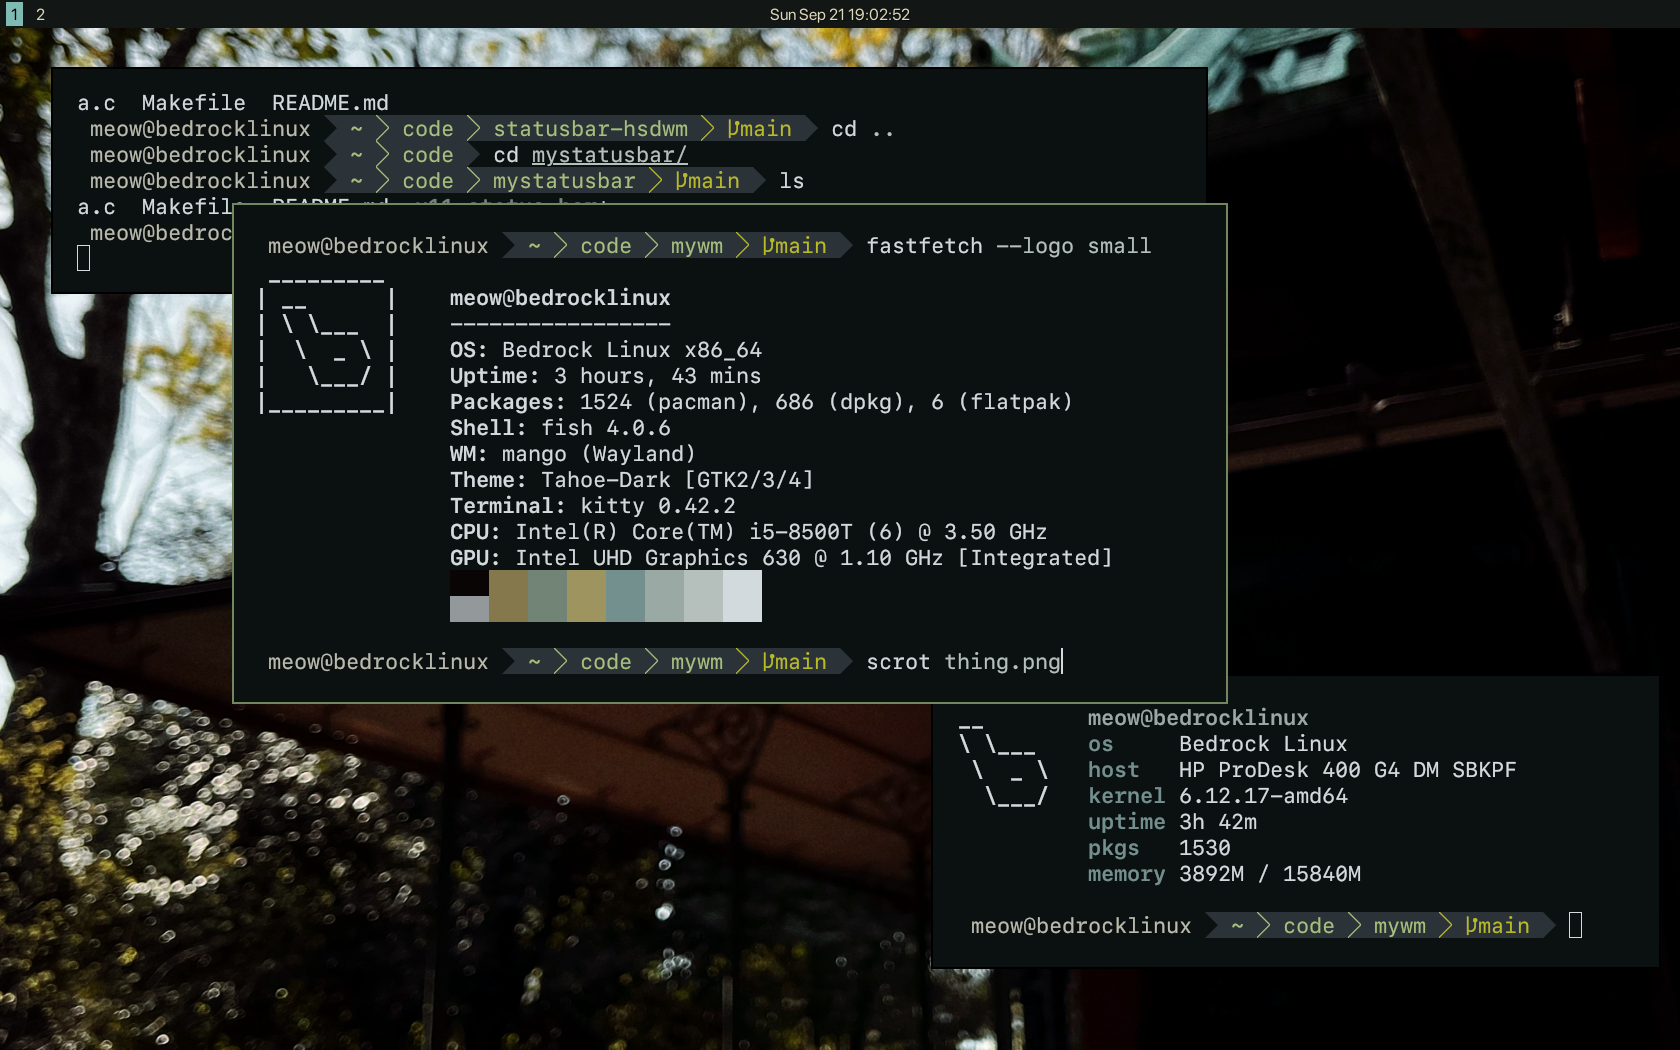 1 2
Sun Sep 21 19:02:52
a.c Makefile README.md
meow@bedrocklinux ~ code statusbar-hsdwm main cd ..
meow@bedrocklinux ~ code cd mystatusbar/
meow@bedrocklinux ~ code mystatusbar main ls
a.c Makefile README.md
meow@bedroc
meow@bedrocklinux ~ code mywm main fastfetch --logo small
meow@bedrocklinux
-----------------
OS: Bedrock Linux x86_64
Uptime: 3 hours, 43 mins
Packages: 1524 (pacman), 686 (dpkg), 6 (flatpak)
Shell: fish 4.0.6
WM: mango (Wayland)
Theme: Tahoe-Dark [GTK2/3/4]
Terminal: kitty 0.42.2
CPU: Intel(R) Core(TM) i5-8500T (6) @ 3.50 GHz
GPU: Intel UHD Graphics 630 @ 1.10 GHz [Integrated]
meow@bedrocklinux ~ code mywm main scrot thing.png
meow@bedrocklinux
os Bedrock Linux
host HP ProDesk 400 G4 DM SBKPF
kernel 6.12.17-amd64
uptime 3h 42m
pkgs 1530
memory 3892M / 15840M
meow@bedrocklinux ~ code mywm main